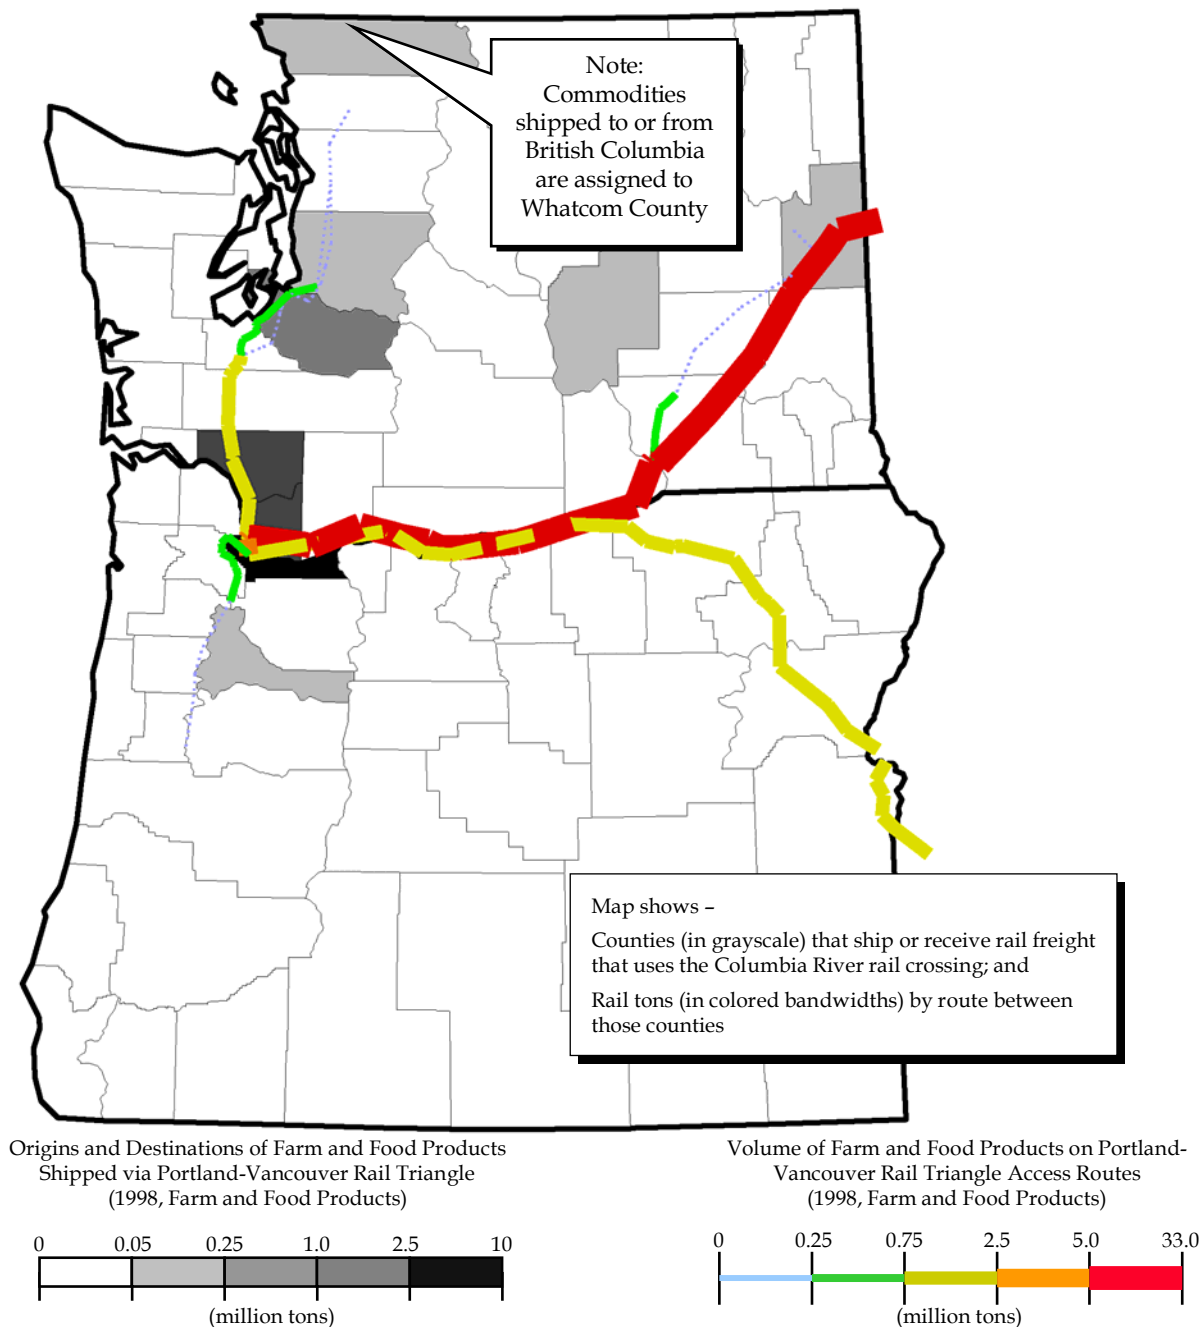 Note:
Commodities
shipped to or from
British Columbia
are assigned to
Whatcom County
Map shows –
Counties (in grayscale) that ship or receive rail freight
that uses the Columbia River rail crossing; and
Rail tons (in colored bandwidths) by route between
those counties
Origins and Destinations of Farm and Food Products
Shipped via Portland-Vancouver Rail Triangle
(1998, Farm and Food Products)
0 0.05 0.25 1.0 2.5 10
(million tons)
Volume of Farm and Food Products on Portland-
Vancouver Rail Triangle Access Routes
(1998, Farm and Food Products)
0 0.25 0.75 2.5 5.0 33.0
(million tons)